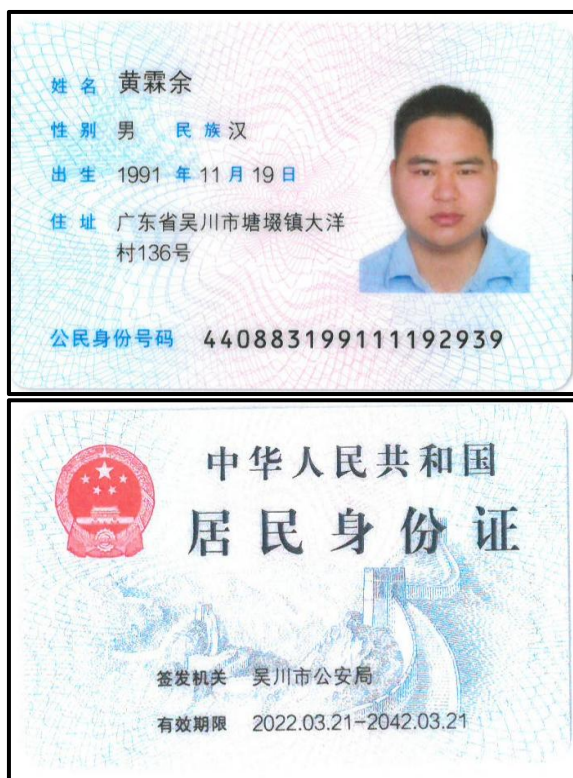 姓名 黄霖余
性别 男 民族 汉
出生 1991 年 11 月 19 日
住址 广东省吴川市塘㙍镇大洋
村136号
公民身份号码 440883199111192939
中华人民共和国
居民身份证
签发机关 吴川市公安局
有效期限 2022.03.21-2042.03.21